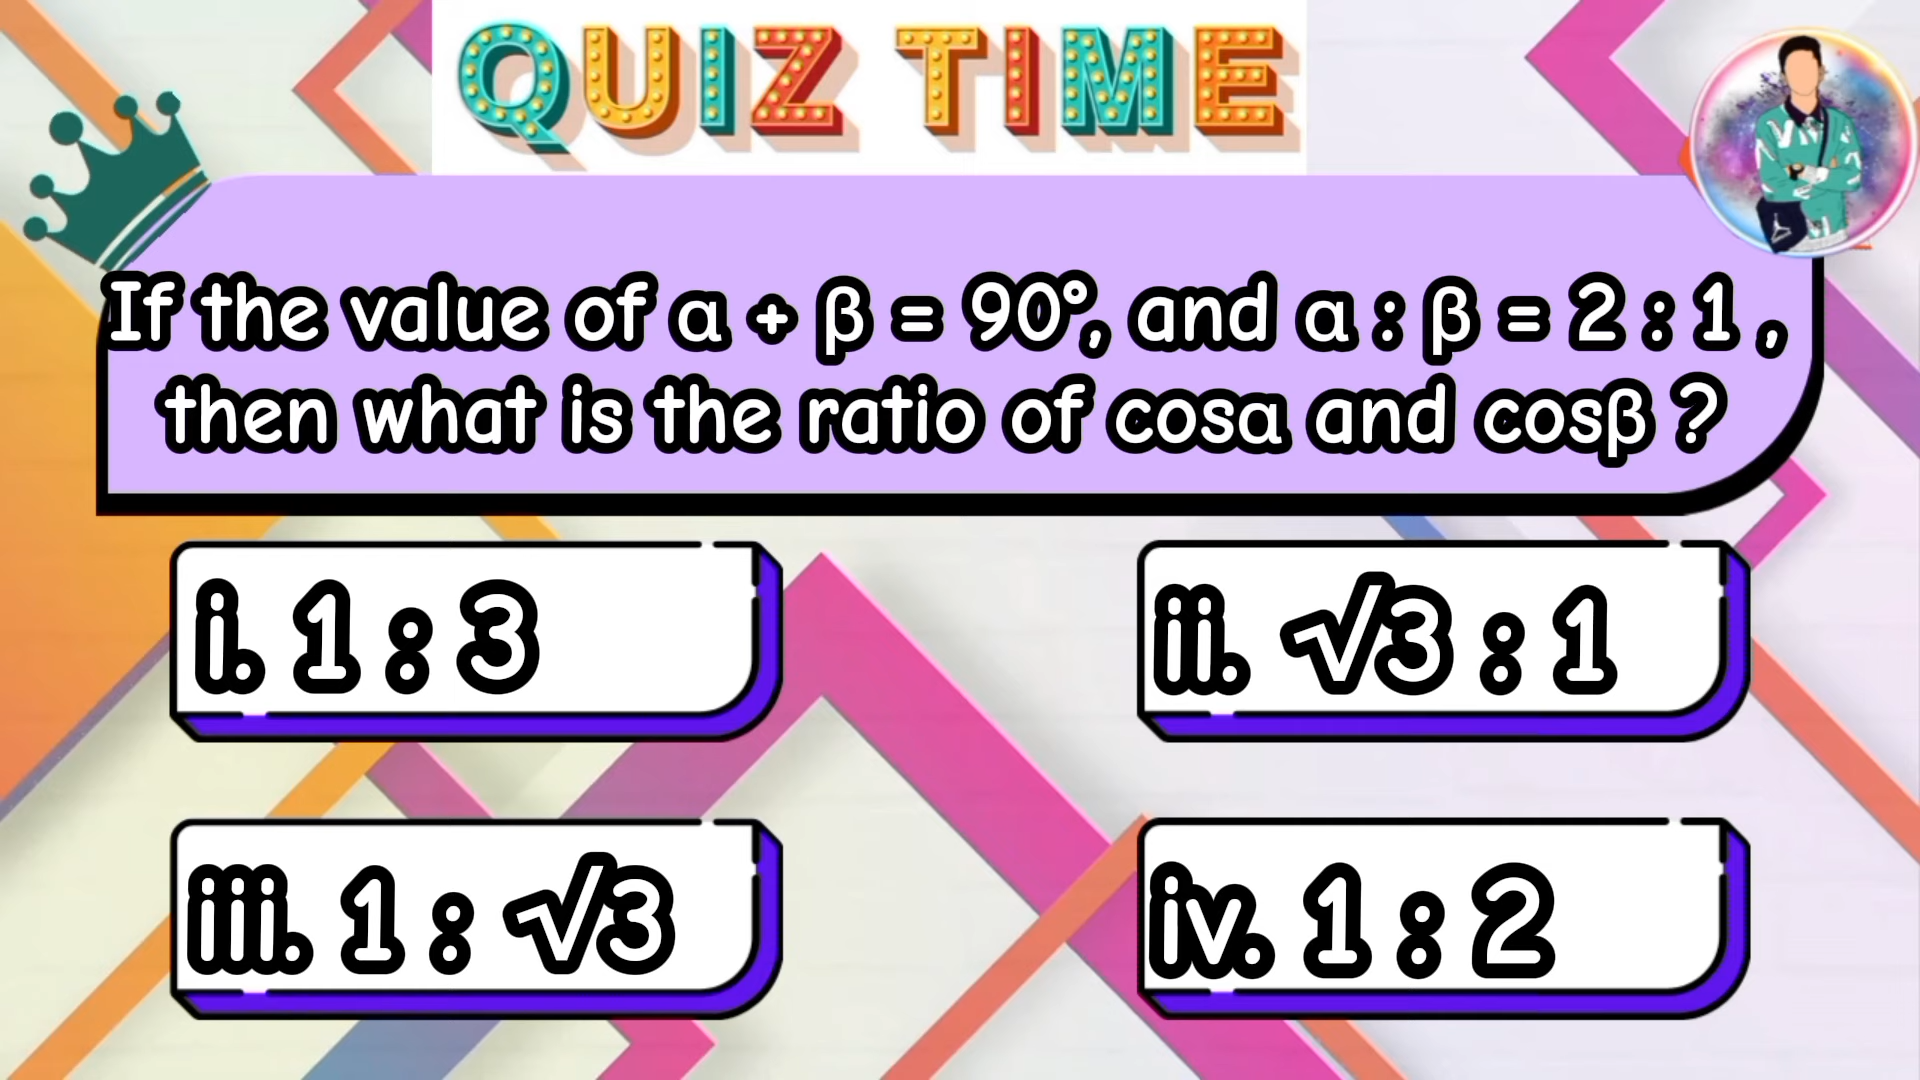 QUIZ TIME
If the value of α + β = 90°, and α : β = 2 : 1 ,
then what is the ratio of cosα and cosβ ?
i. 1 : 3
ii. √3 : 1
iii. 1 : √3
iv. 1 : 2